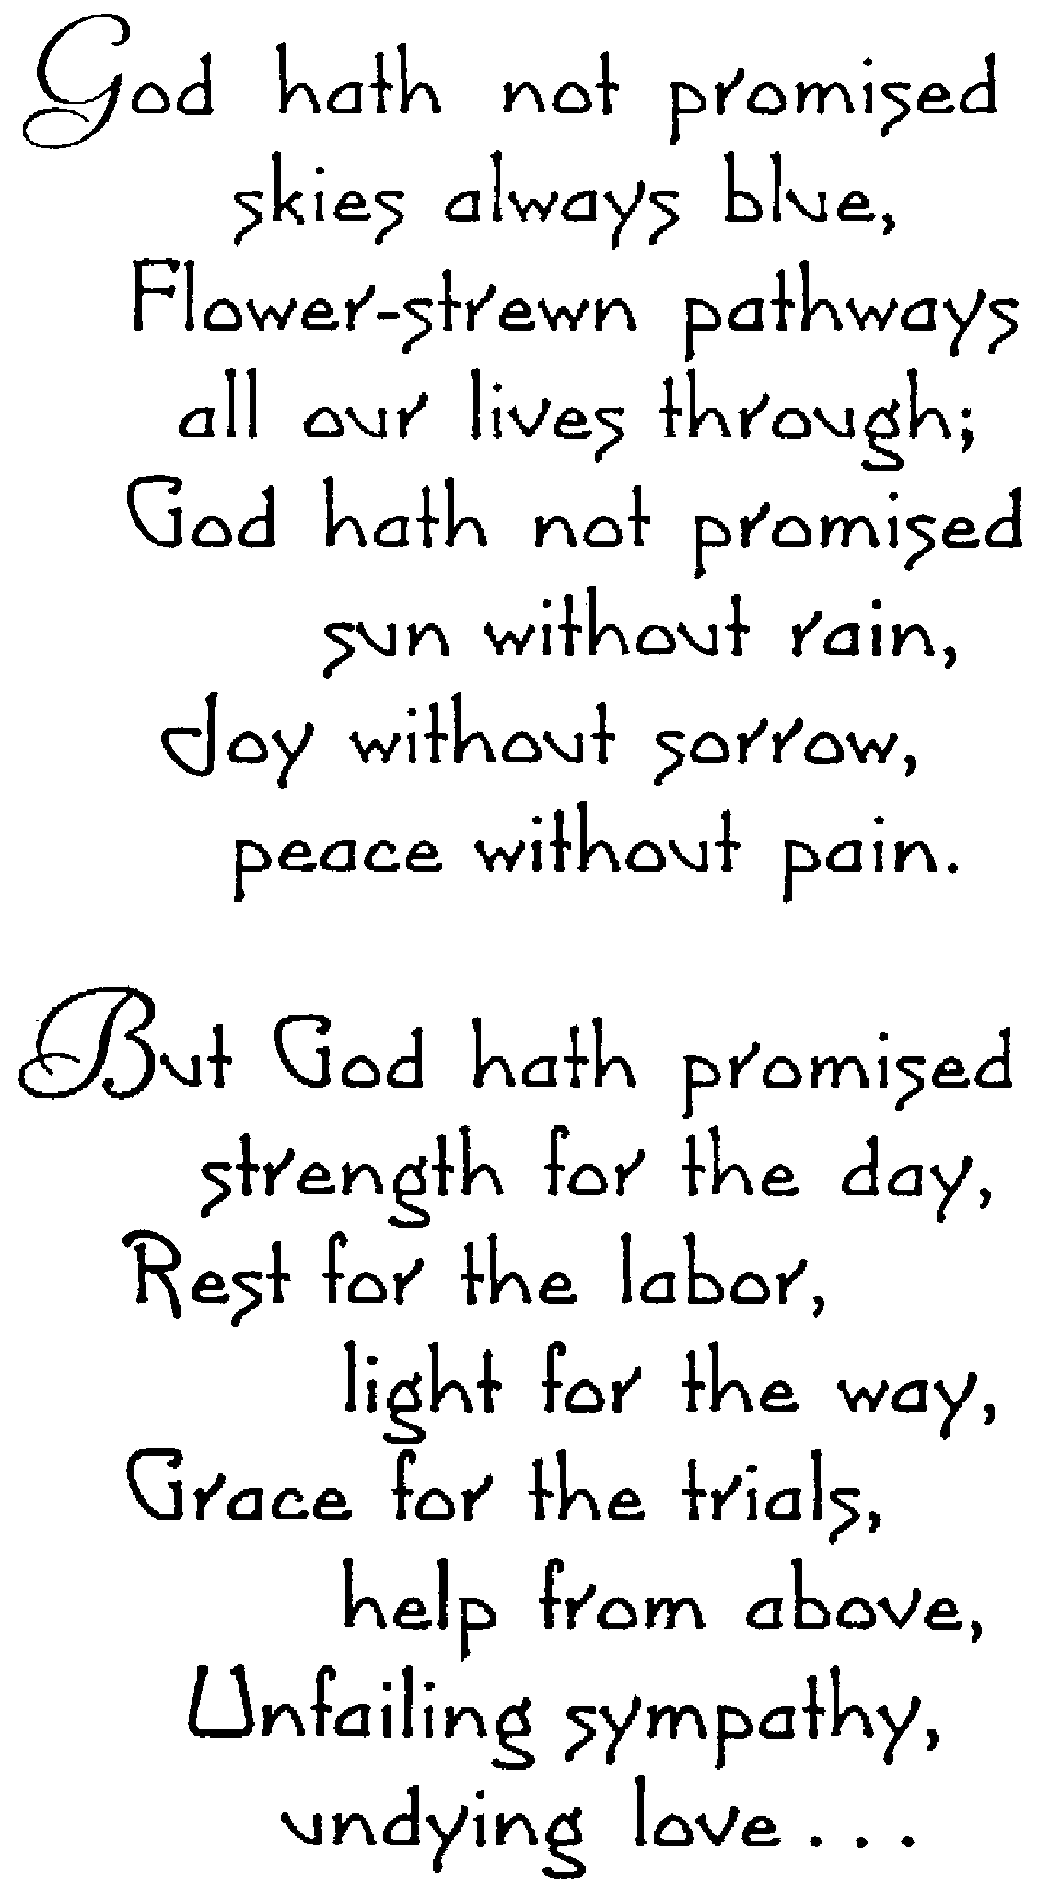 God hath not promised
skies always blue,
Flower-strewn pathways
all our lives through;
God hath not promised
sun without rain,
Joy without sorrow,
peace without pain.
But God hath promised
strength for the day,
Rest for the labor,
light for the way,
Grace for the trials,
help from above,
Unfailing sympathy,
undying love . . .